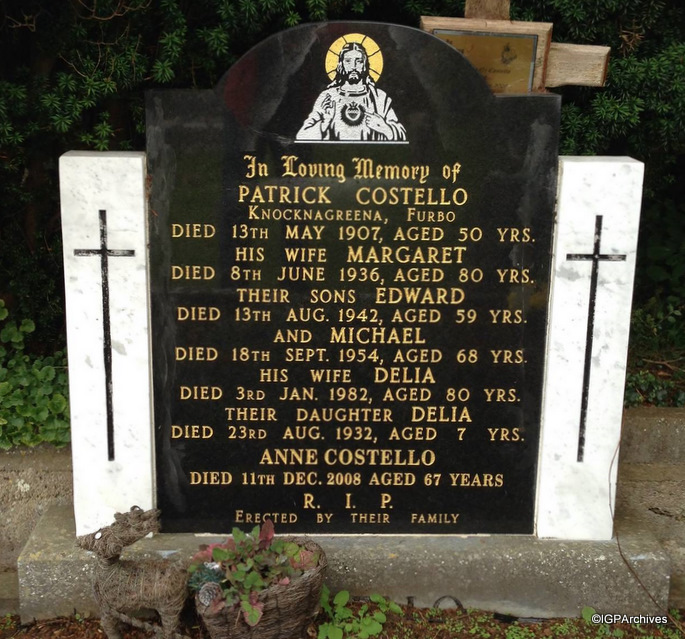 In Loving Memory of
PATRICK COSTELLO
KNOCKNAGREENA, FURBO
DIED 13TH MAY 1907, AGED 50 YRS.
HIS WIFE MARGARET
DIED 8TH JUNE 1936, AGED 80 YRS.
THEIR SONS EDWARD
DIED 13TH AUG. 1942, AGED 59 YRS.
AND MICHAEL
DIED 18TH SEPT. 1954, AGED 68 YRS.
HIS WIFE DELIA
DIED 3RD JAN. 1982, AGED 80 YRS.
THEIR DAUGHTER DELIA
DIED 23RD AUG. 1932, AGED 7 YRS.
ANNE COSTELLO
DIED 11TH DEC. 2008 AGED 67 YEARS
R. I. P.
ERECTED BY THEIR FAMILY
©IGPArchives